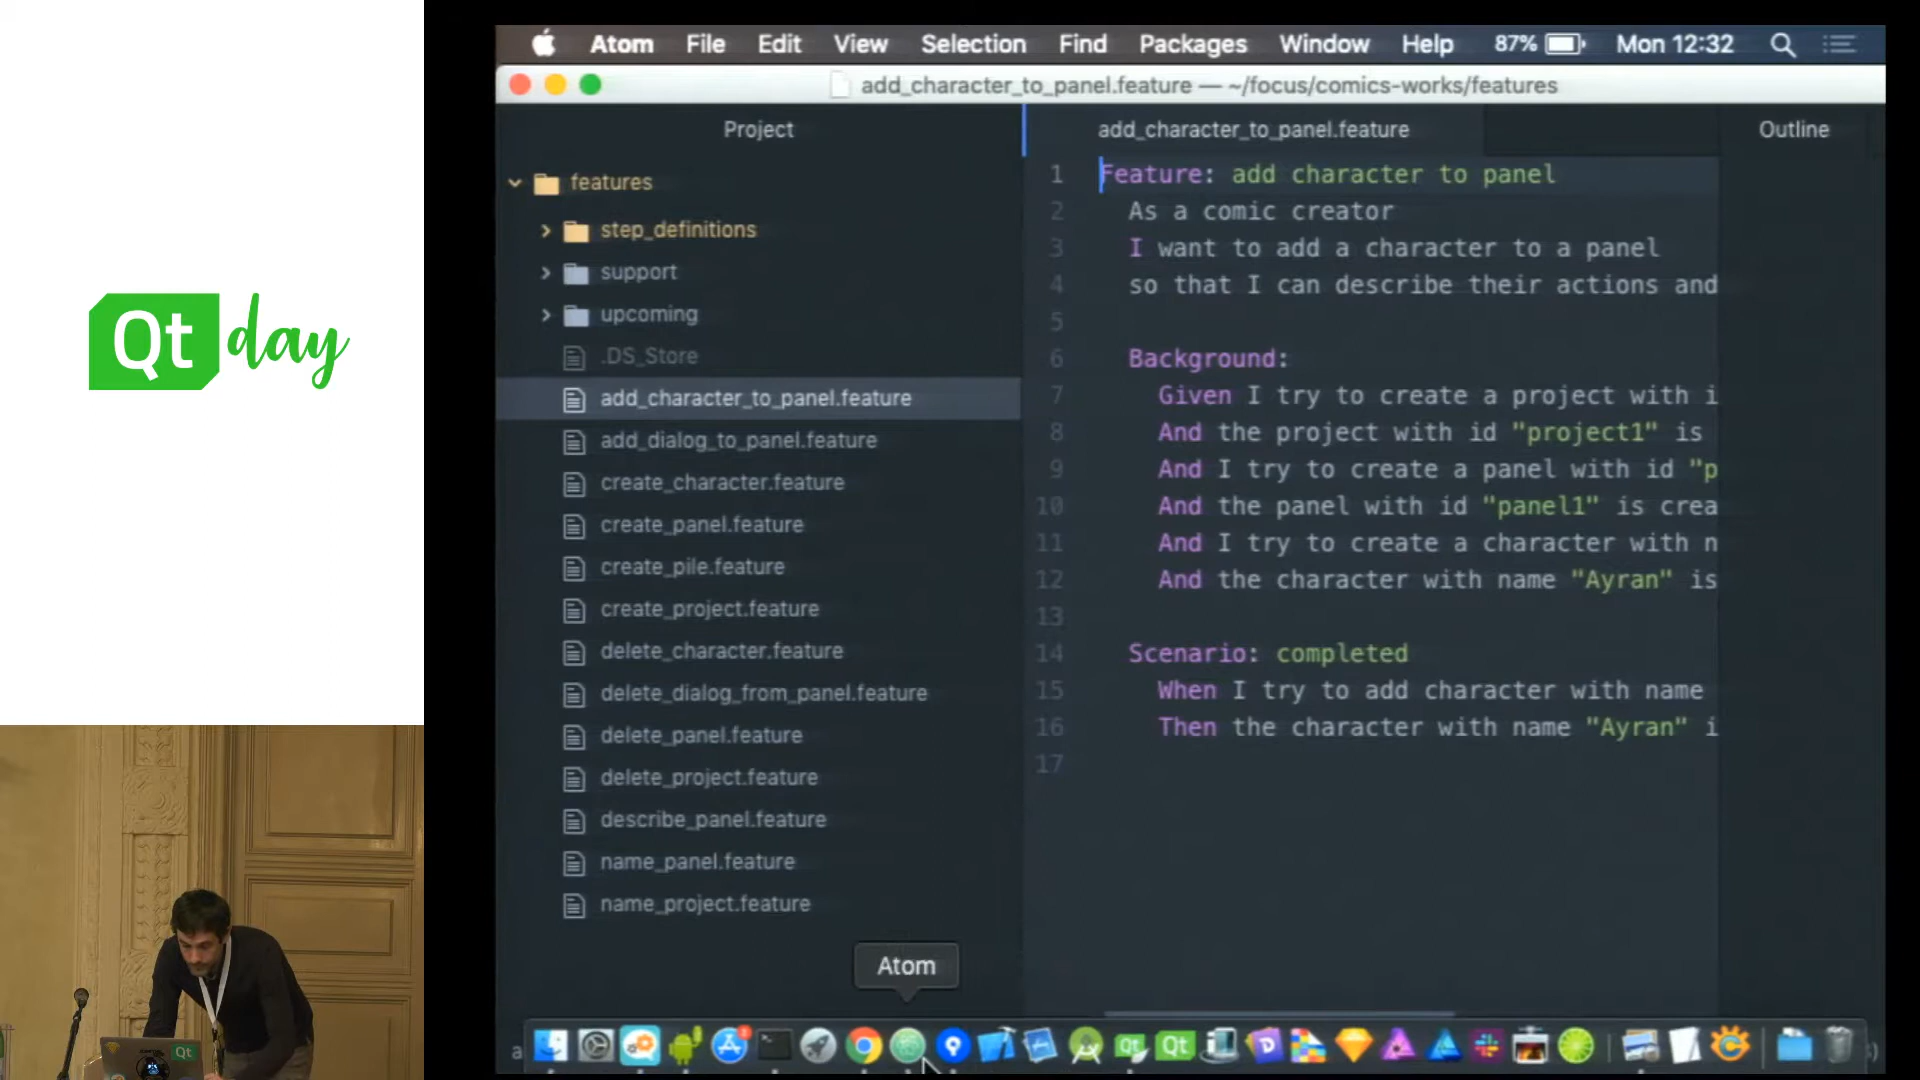 Qt day
Atom File Edit View Selection Find Packages Window Help 87% Mon 12:32
add_character_to_panel.feature — ~/focus/comics-works/features
Project
features
step_definitions
support
upcoming
.DS_Store
add_character_to_panel.feature
add_dialog_to_panel.feature
create_character.feature
create_panel.feature
create_pile.feature
create_project.feature
delete_character.feature
delete_dialog_from_panel.feature
delete_panel.feature
delete_project.feature
describe_panel.feature
name_panel.feature
name_project.feature
add_character_to_panel.feature
Outline
1 Feature: add character to panel
2 As a comic creator
3 I want to add a character to a panel
4 so that I can describe their actions and
5
6 Background:
7 Given I try to create a project with i
8 And the project with id "project1" is
9 And I try to create a panel with id "p
10 And the panel with id "panel1" is crea
11 And I try to create a character with n
12 And the character with name "Ayran" is
13
14 Scenario: completed
15 When I try to add character with name
16 Then the character with name "Ayran" i
17
Atom
Qt
Qt
D
Qt